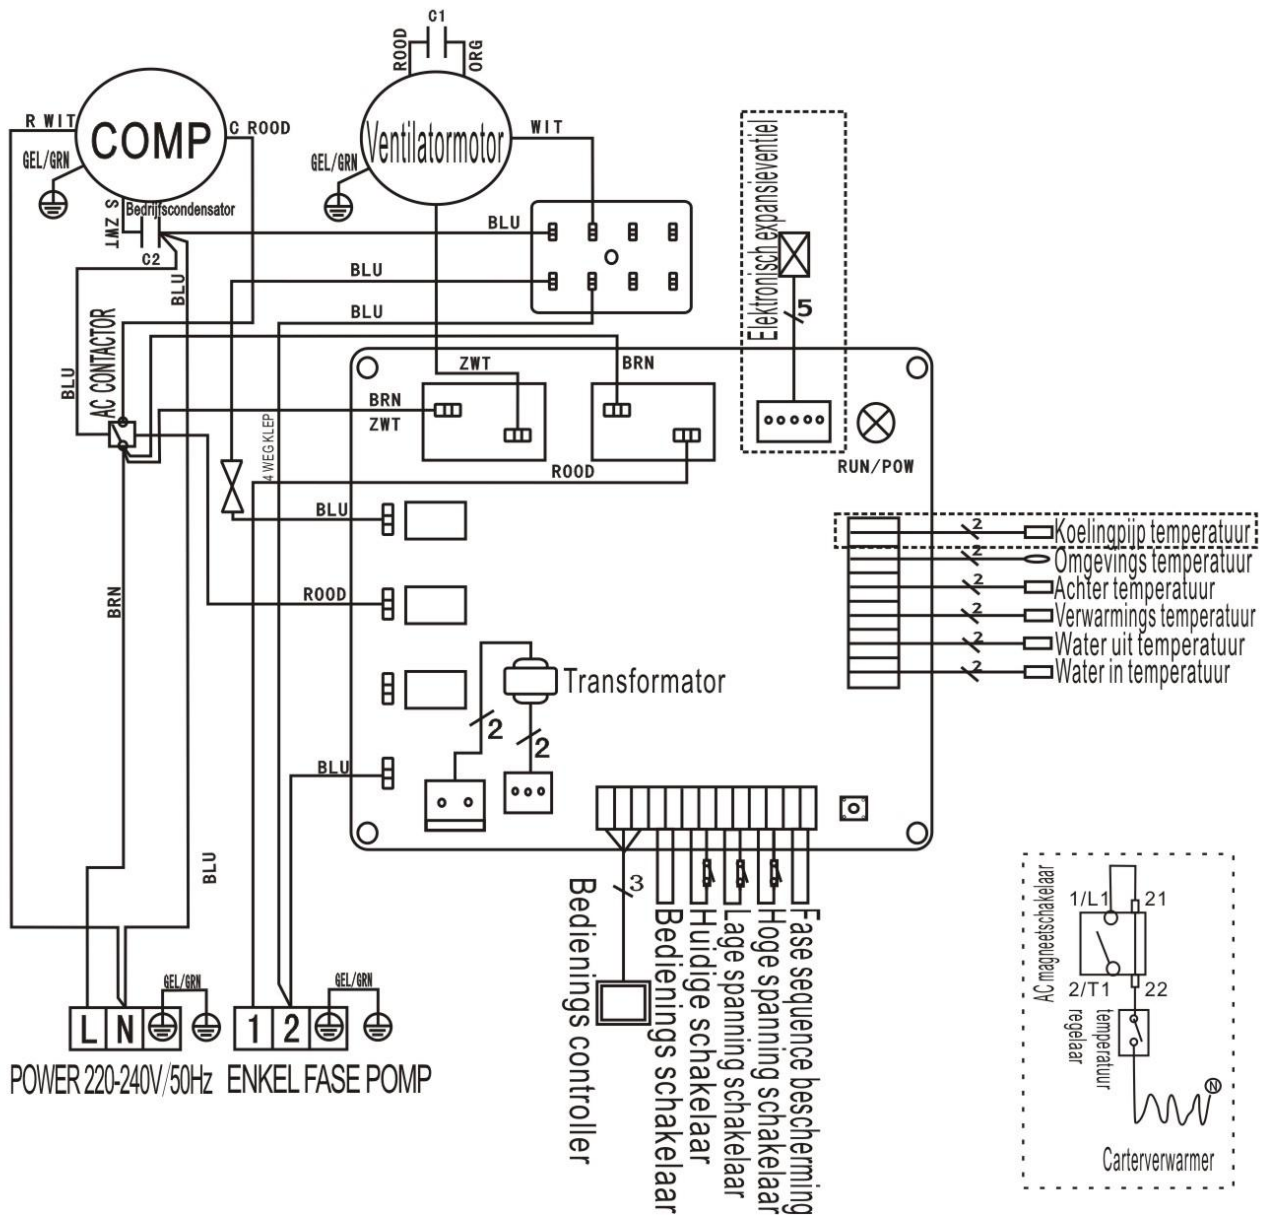 C1
ROOD
ORG
R WIT
COMP
C ROOD
GEL/GRN
Ventilatormotor
WIT
GEL/GRN
Elektronisch expansieventiel
S ZWT
Bedrijfscondensator
C2
BLU
BLU
BLU
BLU
5
AC CONTACTOR
BLU
ZWT
BRN
BRN
ZWT
4 WEG KLEP
ROOD
RUN/POW
BLU
2
Koelingpijp temperatuur
2
Omgevings temperatuur
2
Achter temperatuur
2
Verwarmings temperatuur
2
Water uit temperatuur
2
Water in temperatuur
BRN
ROOD
Transformator
2
2
BLU
BLU
3
Bedienings controller
Bedienings schakelaar
Huidige schakelaar
Lage spanning schakelaar
Hoge spanning schakelaar
Fase sequence bescherming
AC magneetschakelaar
1/L1
21
2/T1
22
temperatuur
regelaar
N
Carterverwarmer
GEL/GRN
GEL/GRN
L N
1 2
POWER 220-240V/50Hz
ENKEL FASE POMP